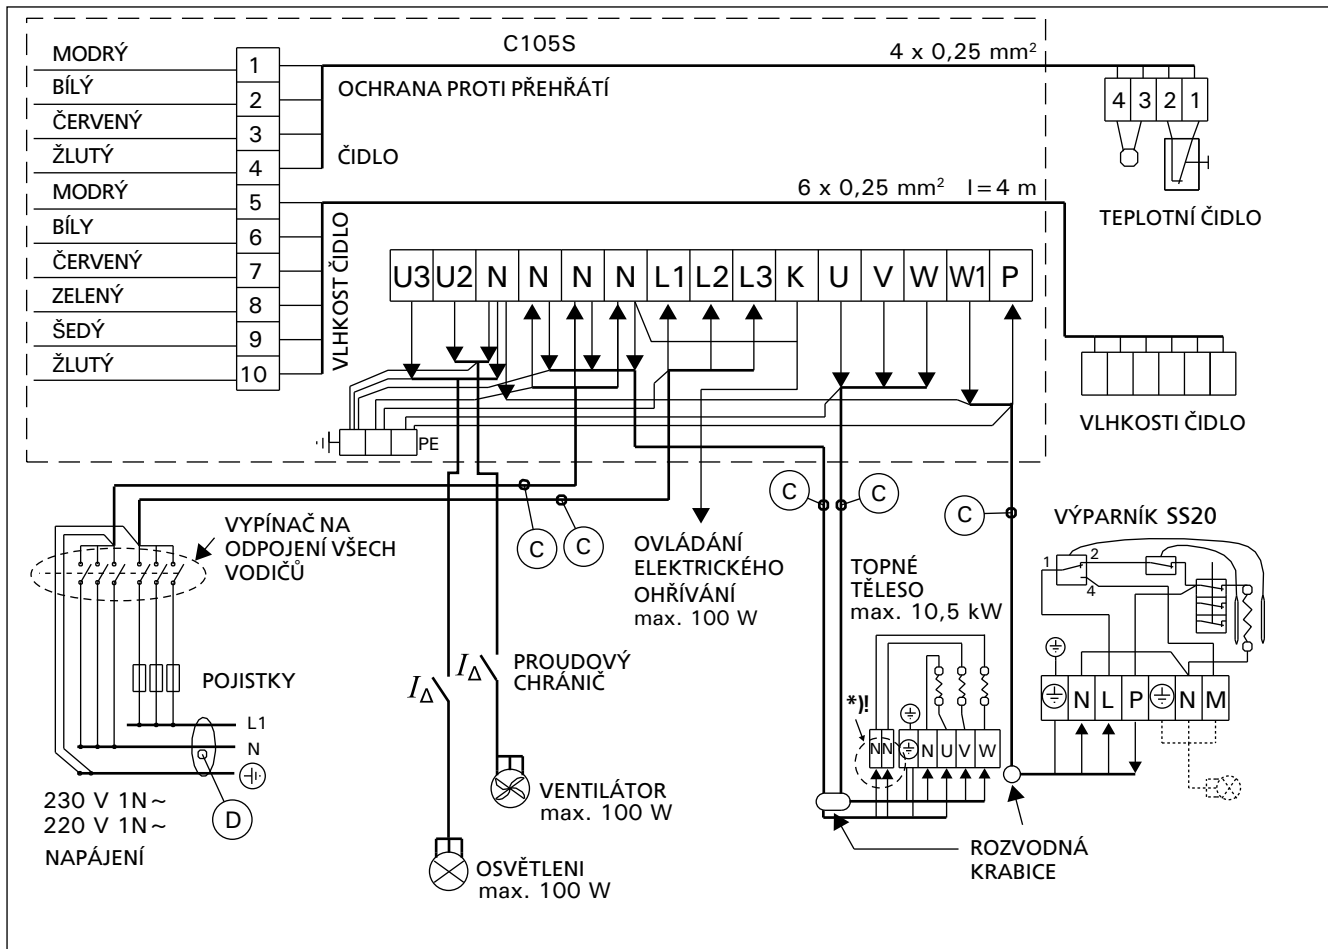 C105S
4 x 0,25 mm²
MODRÝ
1
BÍLÝ
2
OCHRANA PROTI PŘEHŘÁTÍ
ČERVENÝ
3
ŽLUTÝ
4
ČIDLO
MODRÝ
5
BÍLY
6
ČERVENÝ
7
ZELENÝ
8
ŠEDÝ
9
ŽLUTÝ
10
VLHKOST ČIDLO
4 3 2 1
TEPLOTNÍ ČIDLO
6 x 0,25 mm² l=4 m
U3 U2 N N N N L1 L2 L3 K U V W W1 P
VLHKOSTI ČIDLO
PE
C
C
C
C
C
VYPÍNAČ NA
ODPOJENÍ VŠECH
VODIČŮ
OVLÁDÁNÍ
ELEKTRICKÉHO
OHŘÍVÁNÍ
max. 100 W
TOPNÉ
TĚLESO
max. 10,5 kW
VÝPARNÍK SS20
1
2
4
POJISTKY
IΔ
IΔ
PROUDOVÝ
CHRÁNIČ
*)!
N N N U V W
N L P N M
L1
N
D
230 V 1N~
220 V 1N~
NAPÁJENÍ
VENTILÁTOR
max. 100 W
OSVĚTLENI
max. 100 W
ROZVODNÁ
KRABICE